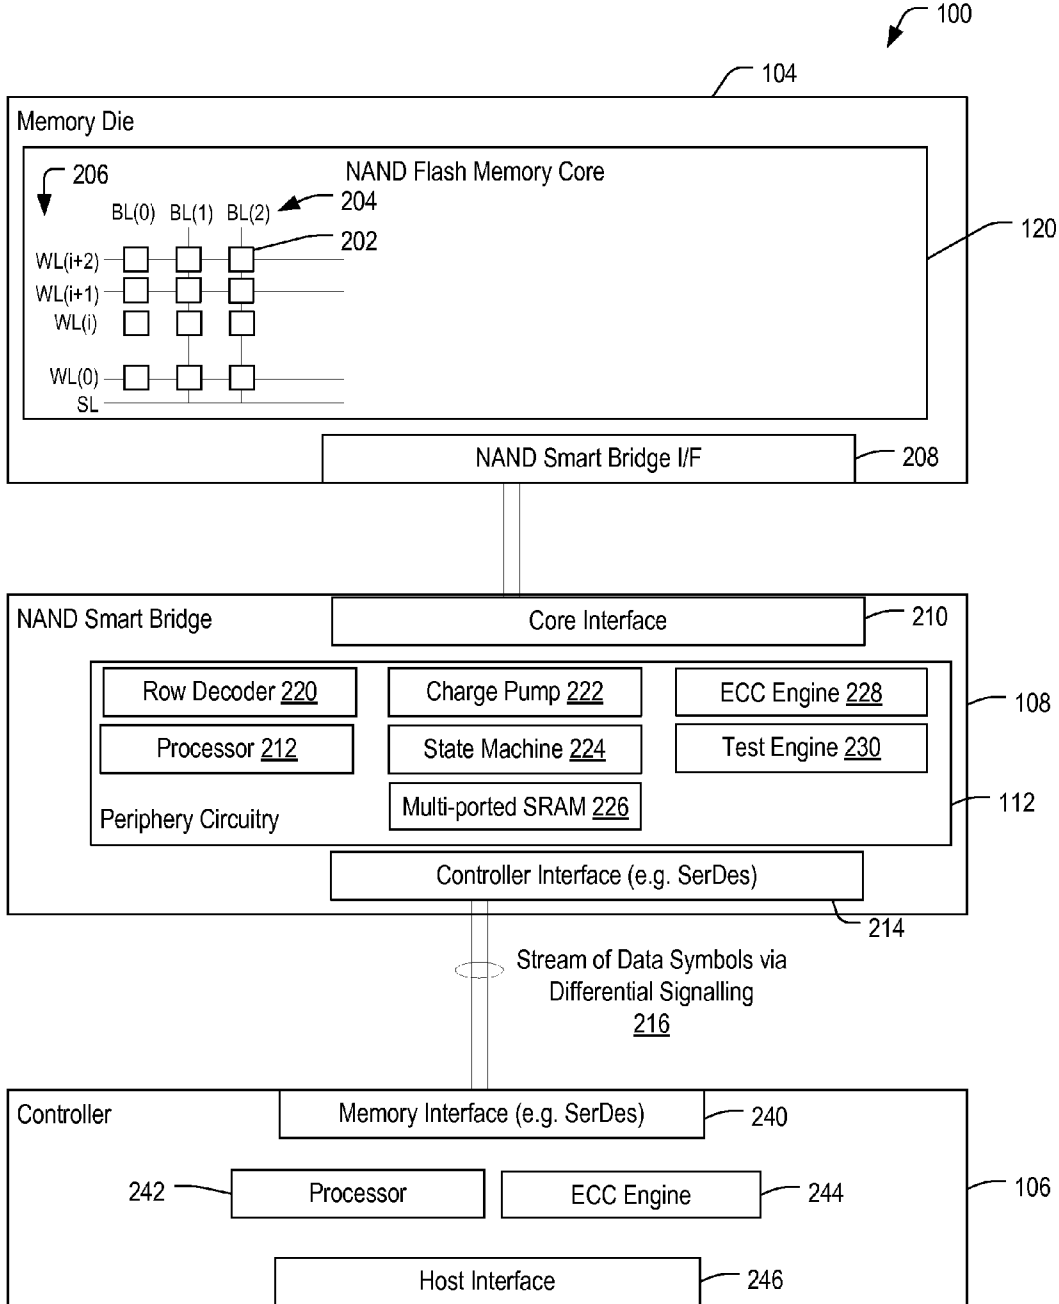 100
104
Memory Die
NAND Flash Memory Core
206
BL(0) BL(1) BL(2)
204
202
120
WL(i+2)
WL(i+1)
WL(i)
WL(0)
SL
NAND Smart Bridge I/F
208
NAND Smart Bridge
Core Interface
210
Row Decoder 220
Charge Pump 222
ECC Engine 228
108
Processor 212
State Machine 224
Test Engine 230
Multi-ported SRAM 226
112
Periphery Circuitry
Controller Interface (e.g. SerDes)
214
Stream of Data Symbols via
Differential Signalling
216
Controller
Memory Interface (e.g. SerDes)
240
242
Processor
ECC Engine
244
106
Host Interface
246